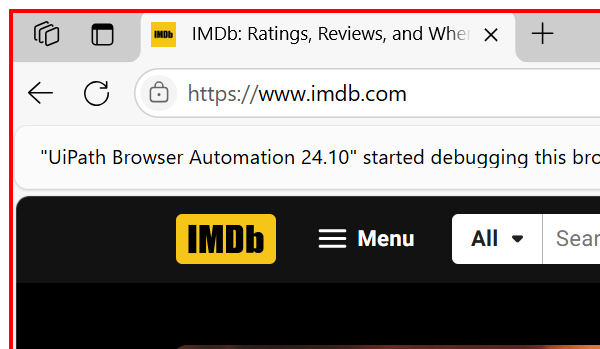 IMDb IMDb: Ratings, Reviews, and Wher
https://www.imdb.com
"UiPath Browser Automation 24.10" started debugging this bro
IMDb Menu All Sear